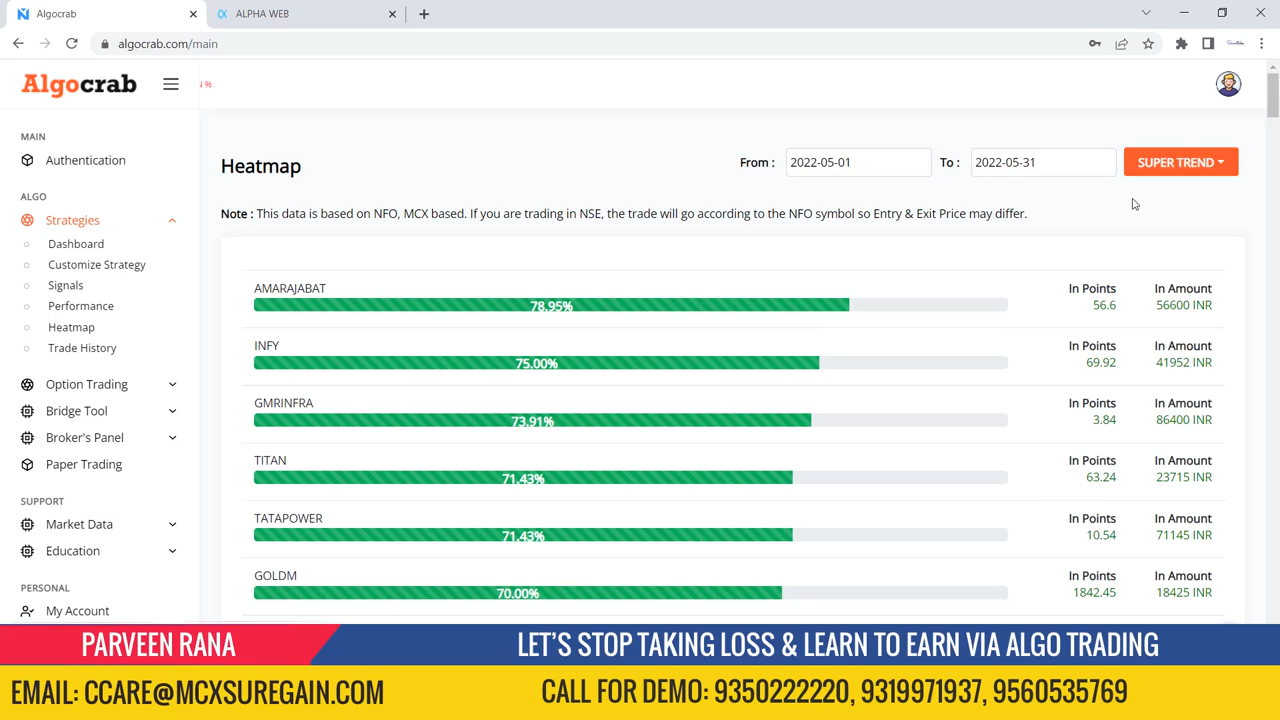 Algocrab
ALPHA WEB
algocrab.com/main
Algocrab
%
MAIN
Authentication
ALGO
Strategies
Dashboard
Customize Strategy
Signals
Performance
Heatmap
Trade History
Option Trading
Bridge Tool
Broker's Panel
Paper Trading
SUPPORT
Market Data
Education
PERSONAL
My Account
Heatmap
From : 2022-05-01 To : 2022-05-31 SUPER TREND
Note : This data is based on NFO, MCX based. If you are trading in NSE, the trade will go according to the NFO symbol so Entry & Exit Price may differ.
AMARAJABAT In Points In Amount
78.95% 56.6 56600 INR
INFY In Points In Amount
75.00% 69.92 41952 INR
GMRINFRA In Points In Amount
73.91% 3.84 86400 INR
TITAN In Points In Amount
71.43% 63.24 23715 INR
TATAPOWER In Points In Amount
71.43% 10.54 71145 INR
GOLDM In Points In Amount
70.00% 1842.45 18425 INR
PARVEEN RANA LET'S STOP TAKING LOSS & LEARN TO EARN VIA ALGO TRADING
EMAIL: CCARE@MCXSUREGAIN.COM CALL FOR DEMO: 9350222220, 9319971937, 9560535769